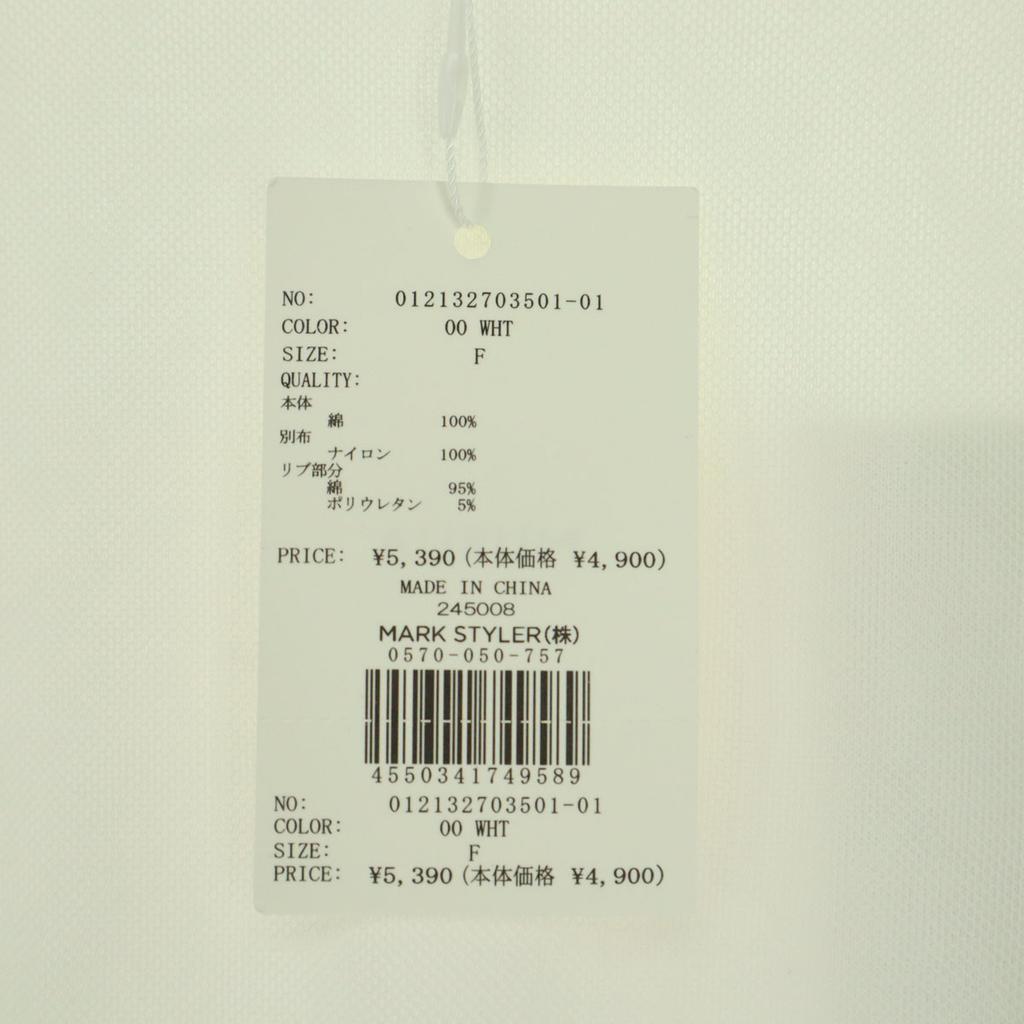 NO: 012132703501-01
COLOR: 00 WHT
SIZE: F
QUALITY:
本体
綿 100%
別布
ナイロン 100%
リブ部分
綿 95%
ポリウレタン 5%
PRICE: ¥5,390(本体価格 ¥4,900)
MADE IN CHINA
245008
MARK STYLER(株)
0570-050-757
4550341749589
NO: 012132703501-01
COLOR: 00 WHT
SIZE: F
PRICE: ¥5,390(本体価格 ¥4,900)